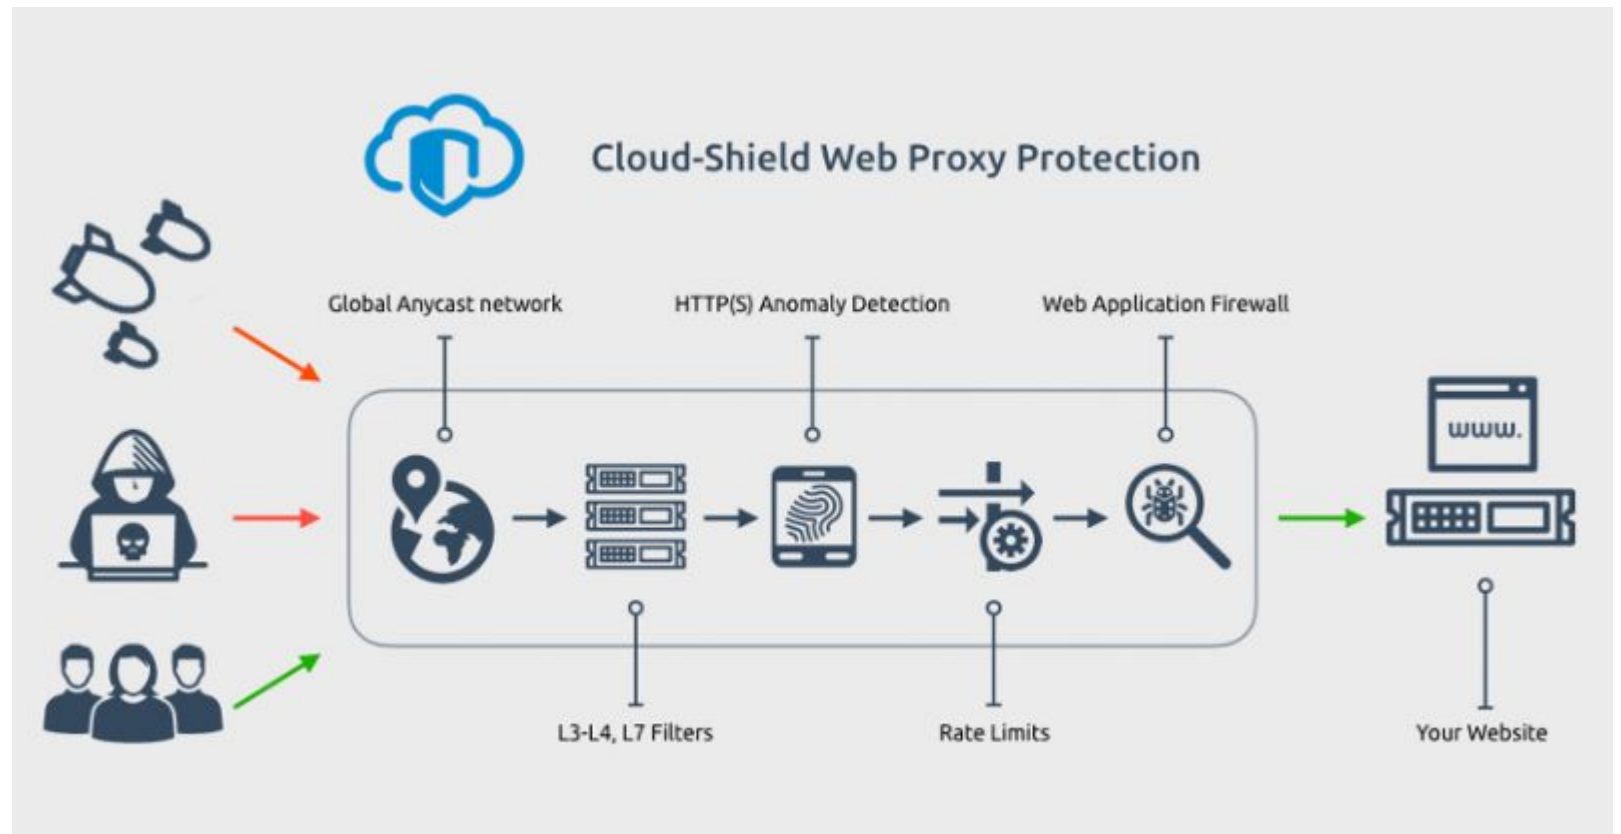 Cloud-Shield Web Proxy Protection
Global Anycast network
HTTP(S) Anomaly Detection
Web Application Firewall
www.
L3-L4, L7 Filters
Rate Limits
Your Website